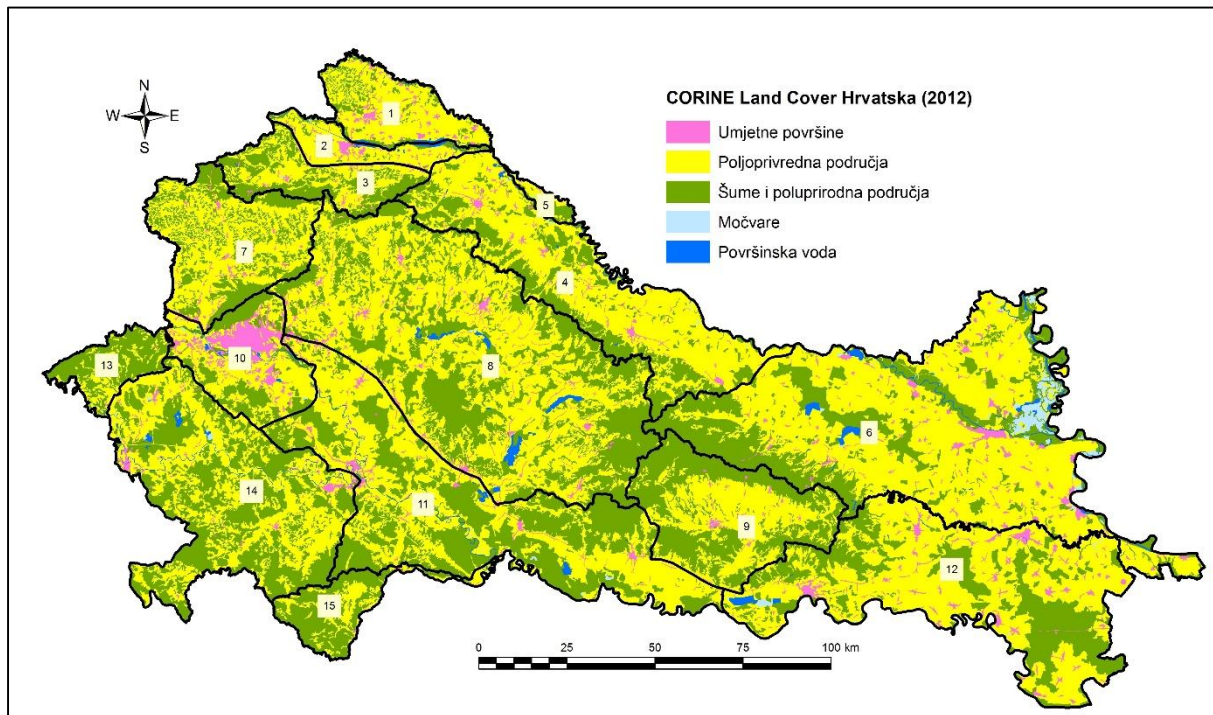 N
W E
S
CORINE Land Cover Hrvatska (2012)
Umjetne površine
Poljoprivredna područja
Šume i poluprirodna područja
Močvare
Površinska voda
1
2
3
5
7
4
13
10
8
6
14
11
9
12
15
0 25 50 75 100 km